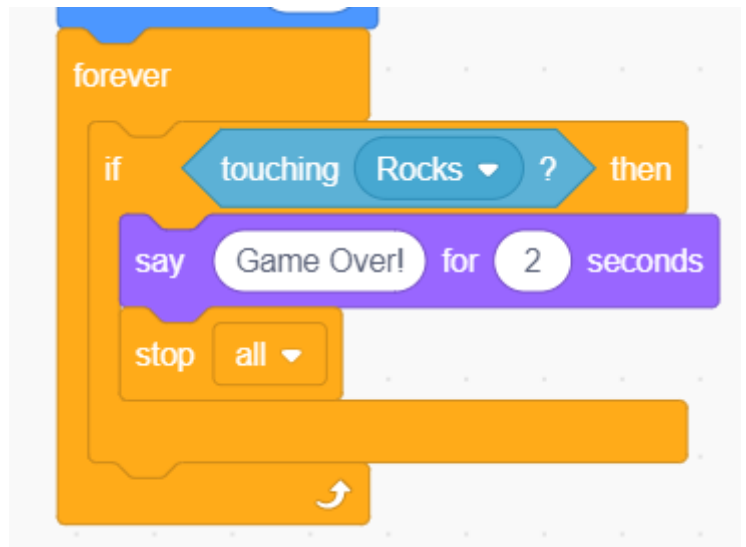 forever
if touching Rocks ? then
say Game Over! for 2 seconds
stop all